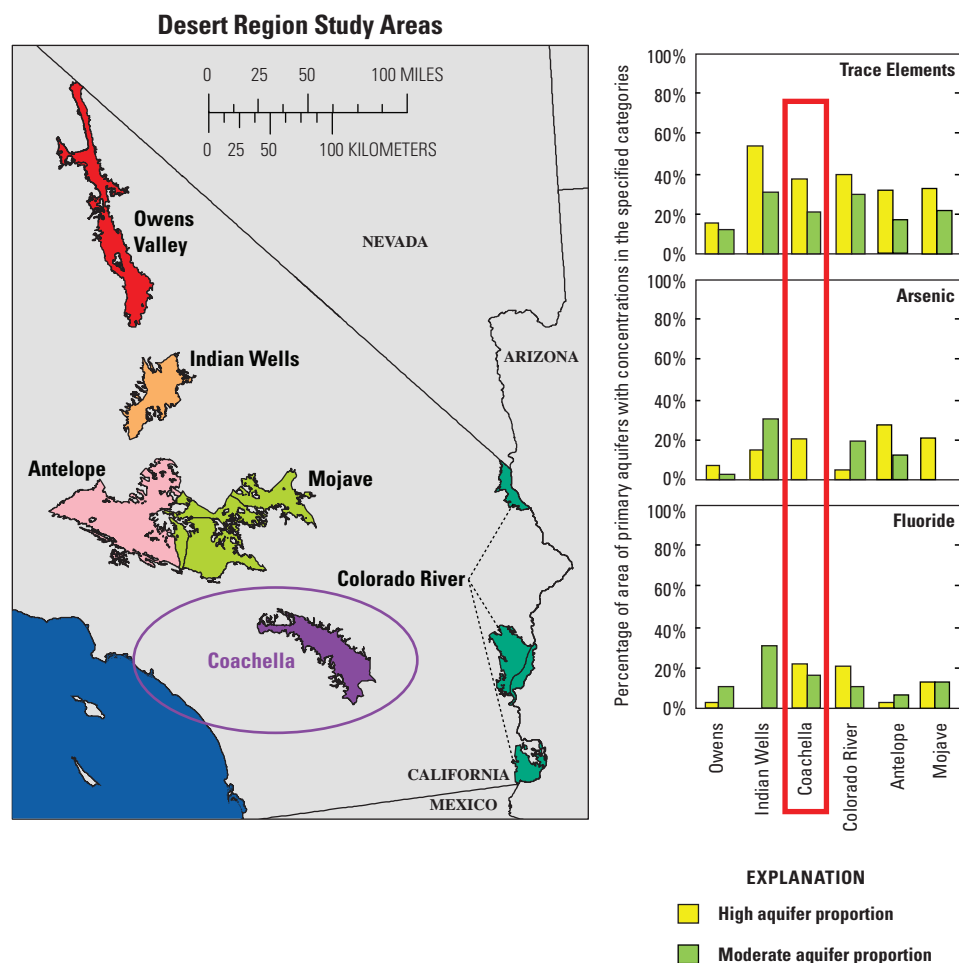 Desert Region Study Areas
0 25 50 100 MILES
0 25 50 100 KILOMETERS
Owens
Valley
NEVADA
Indian Wells
ARIZONA
Antelope
Mojave
Colorado River
Coachella
CALIFORNIA
MEXICO
Percentage of area of primary aquifers with concentrations in the specified categories
100%
Trace Elements
80%
60%
40%
20%
0%
100%
Arsenic
80%
60%
40%
20%
0%
100%
Fluoride
80%
60%
40%
20%
0%
Owens
Indian Wells
Coachella
Colorado River
Antelope
Mojave
EXPLANATION
High aquifer proportion
Moderate aquifer proportion